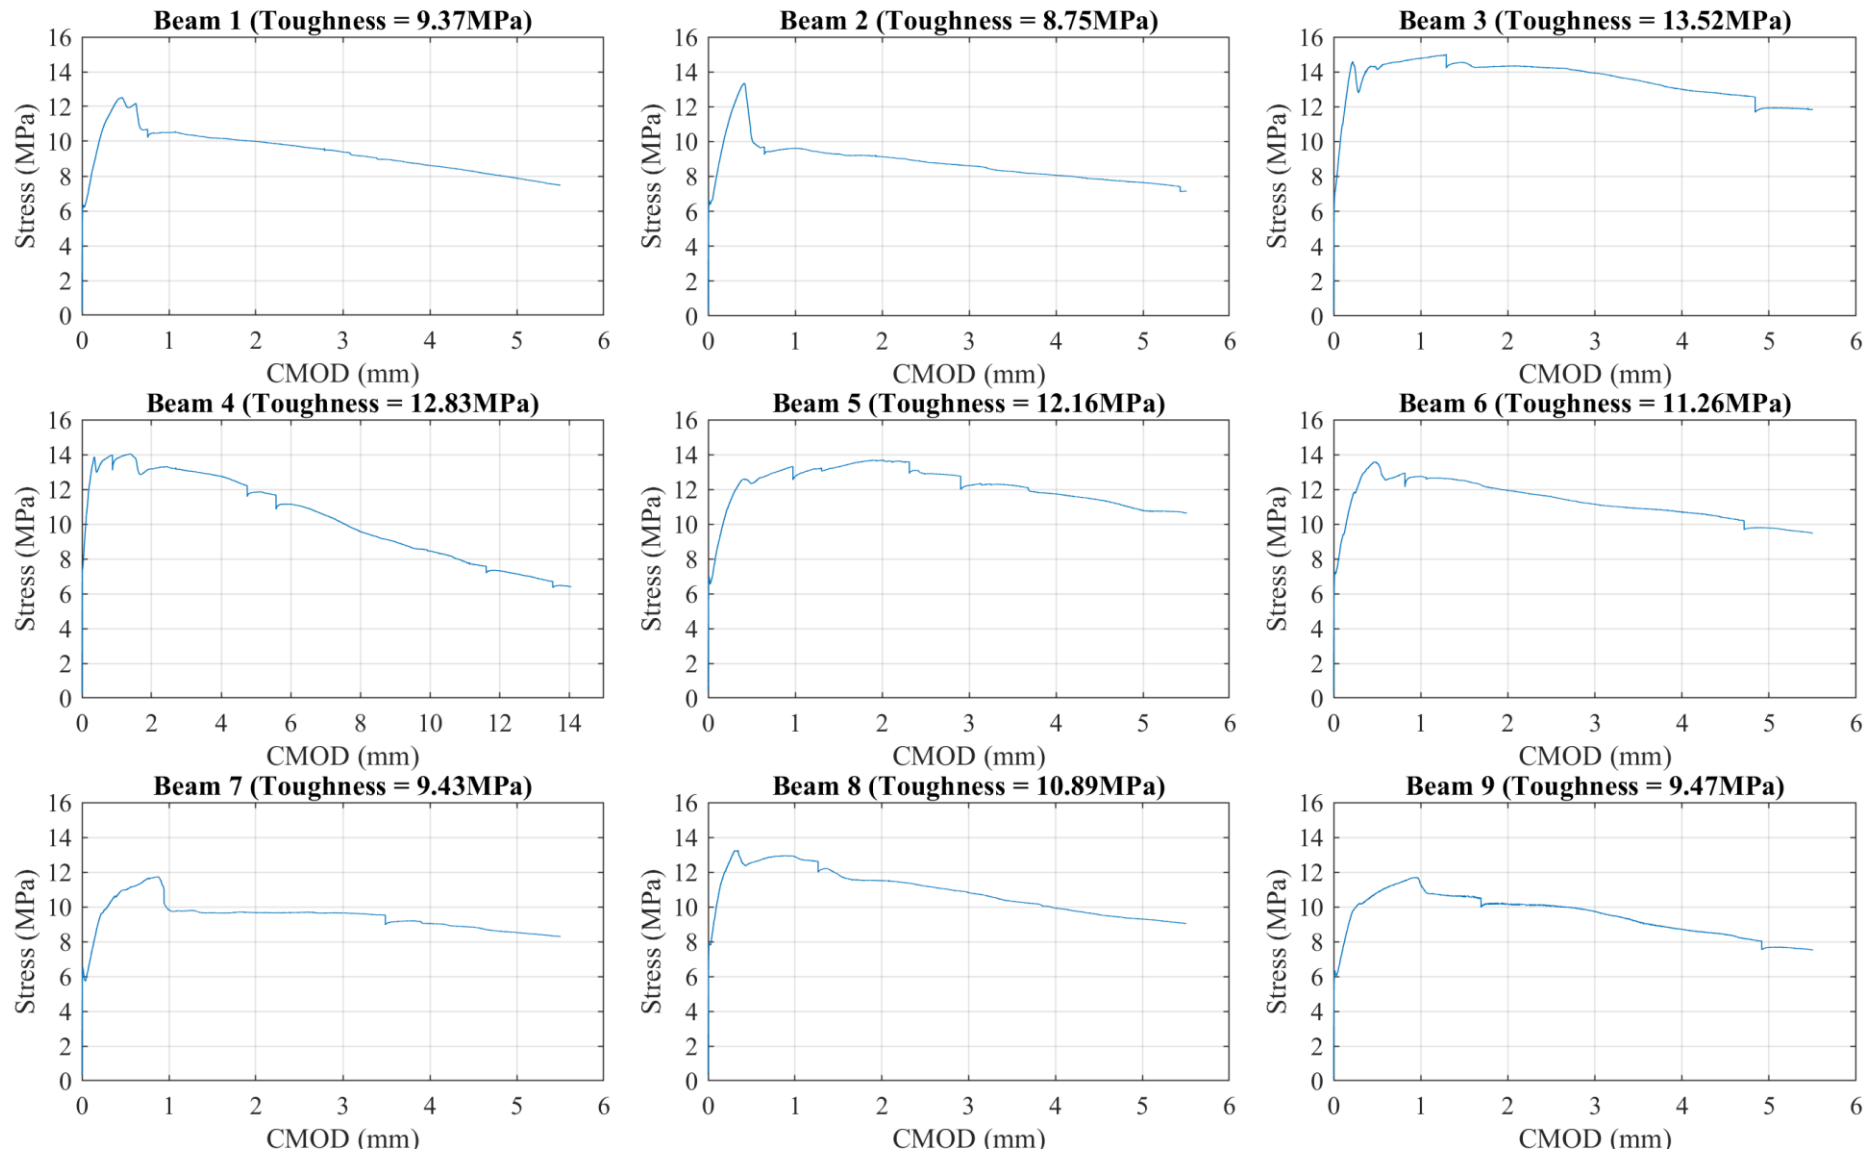 Beam 1 (Toughness = 9.37MPa)
16
14
12
10
8
6
4
2
0
Stress (MPa)
0 1 2 3 4 5 6
CMOD (mm)
Beam 2 (Toughness = 8.75MPa)
16
14
12
10
8
6
4
2
0
Stress (MPa)
0 1 2 3 4 5 6
CMOD (mm)
Beam 3 (Toughness = 13.52MPa)
16
14
12
10
8
6
4
2
0
Stress (MPa)
0 1 2 3 4 5 6
CMOD (mm)
Beam 4 (Toughness = 12.83MPa)
16
14
12
10
8
6
4
2
0
Stress (MPa)
0 2 4 6 8 10 12 14
CMOD (mm)
Beam 5 (Toughness = 12.16MPa)
16
14
12
10
8
6
4
2
0
Stress (MPa)
0 1 2 3 4 5 6
CMOD (mm)
Beam 6 (Toughness = 11.26MPa)
16
14
12
10
8
6
4
2
0
Stress (MPa)
0 1 2 3 4 5 6
CMOD (mm)
Beam 7 (Toughness = 9.43MPa)
16
14
12
10
8
6
4
2
0
Stress (MPa)
0 1 2 3 4 5 6
CMOD (mm)
Beam 8 (Toughness = 10.89MPa)
16
14
12
10
8
6
4
2
0
Stress (MPa)
0 1 2 3 4 5 6
CMOD (mm)
Beam 9 (Toughness = 9.47MPa)
16
14
12
10
8
6
4
2
0
Stress (MPa)
0 1 2 3 4 5 6
CMOD (mm)